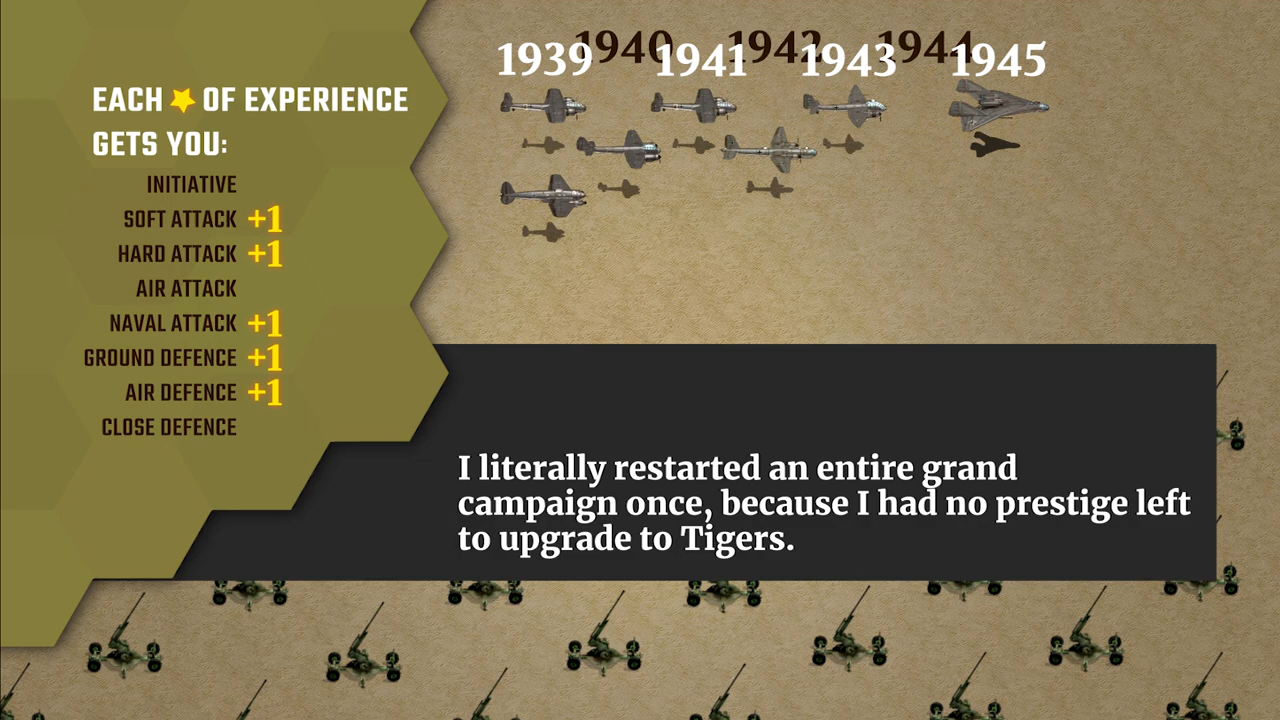 EACH OF EXPERIENCE
GETS YOU:
INITIATIVE
SOFT ATTACK +1
HARD ATTACK +1
AIR ATTACK
NAVAL ATTACK +1
GROUND DEFENCE +1
AIR DEFENCE +1
CLOSE DEFENCE
1939 1940 1941 1942 1943 1944 1945
I literally restarted an entire grand
campaign once, because I had no prestige left
to upgrade to Tigers.